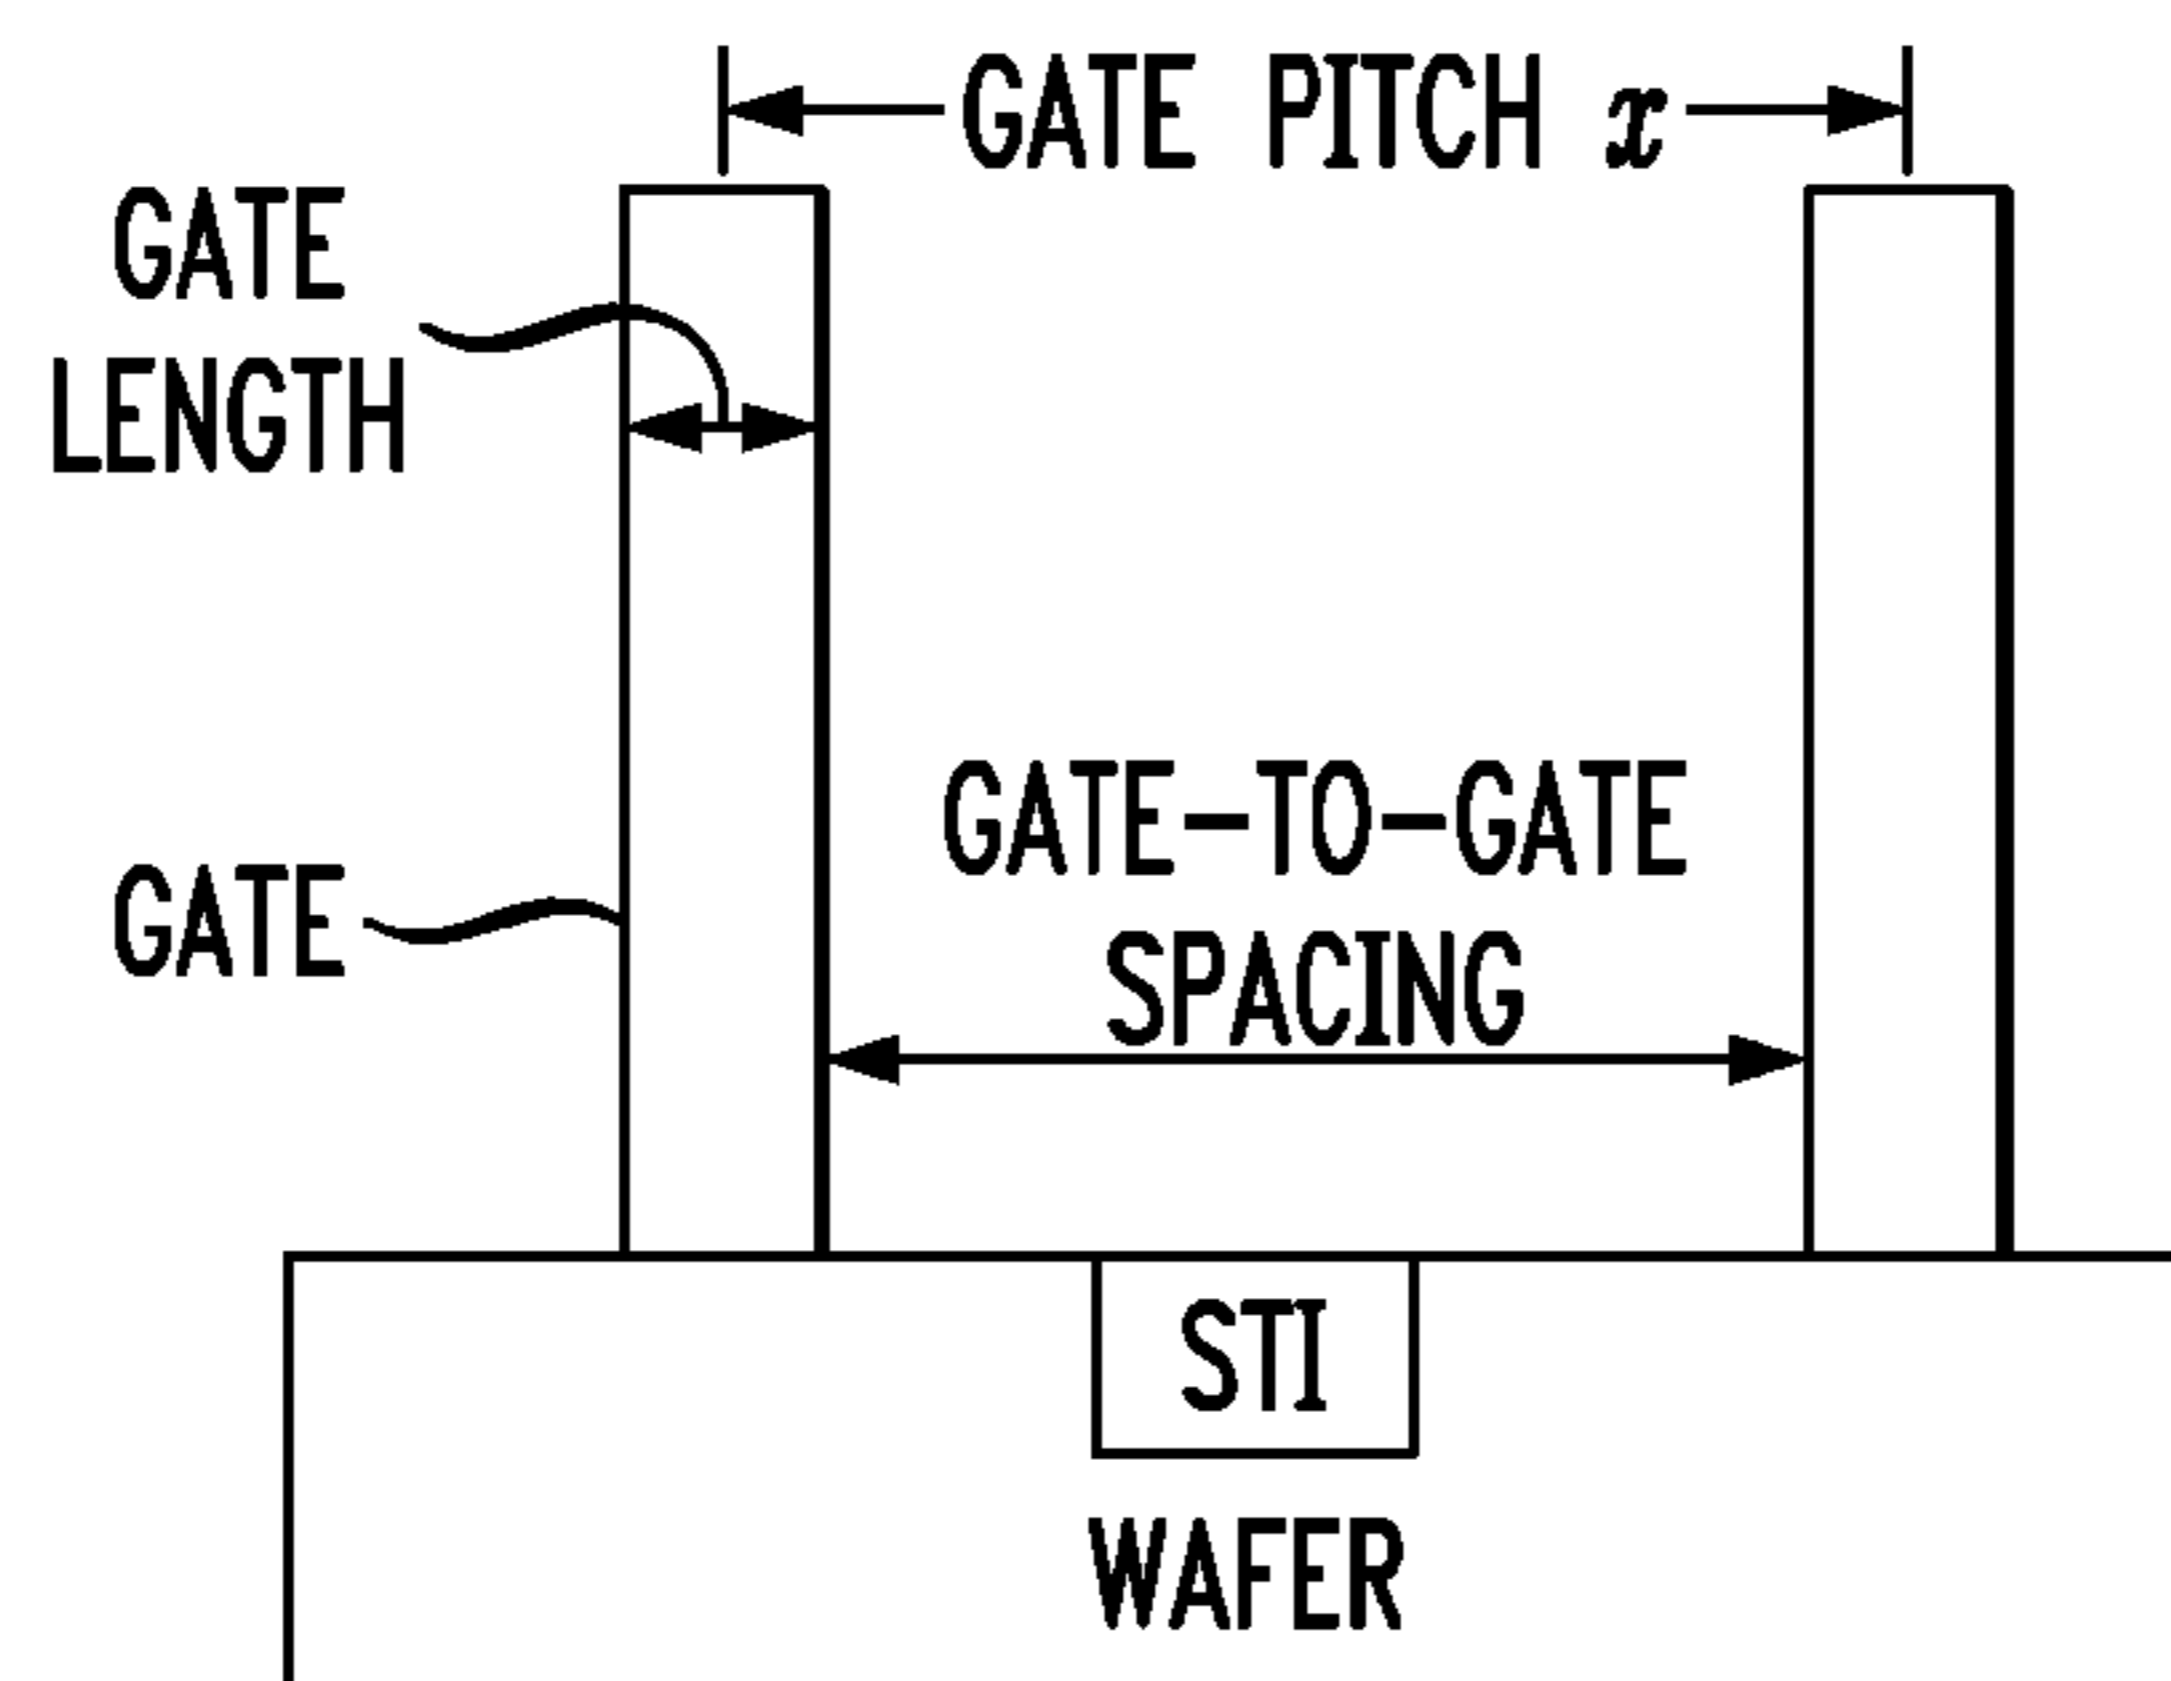 GATE PITCH x
GATE
LENGTH
GATE-TO-GATE
SPACING
GATE
STI
WAFER